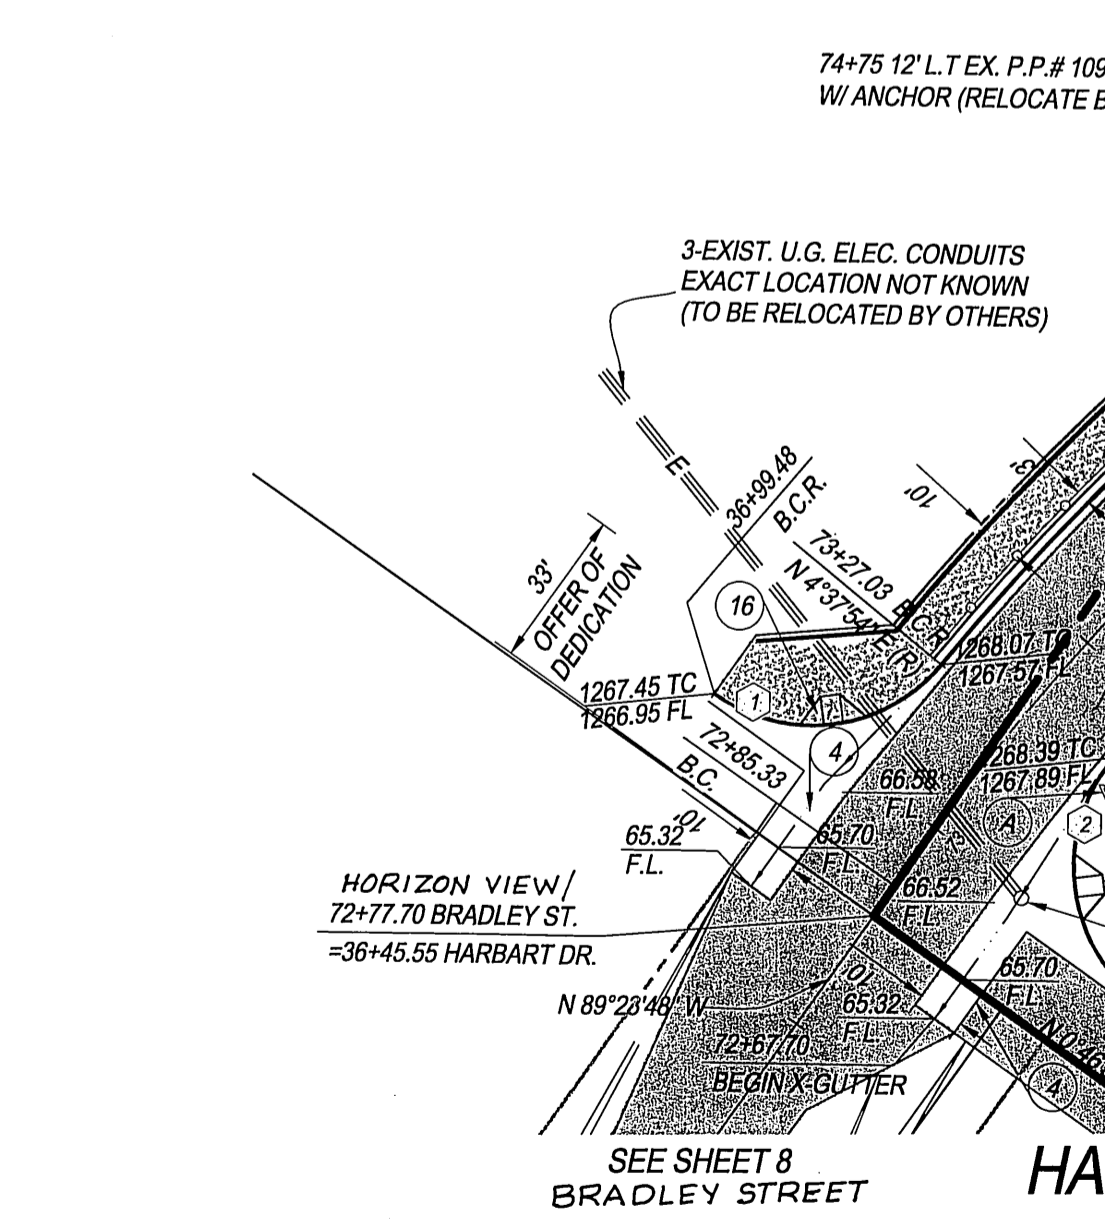 74+75 12' L.T EX. P.P.# 109
W/ ANCHOR (RELOCATE B
3-EXIST. U.G. ELEC. CONDUITS
EXACT LOCATION NOT KNOWN
(TO BE RELOCATED BY OTHERS)
E
36+99.48
B.C.R.
3'
10'
33'
OFFER OF
DEDICATION
73+27.03 B.C.R.
N 4°37'54" E (R)
16
1268.07 TC
1267.57 FL
1267.45 TC
1266.95 FL
1
1
72+85.33
B.C.
4
1268.39 TC
1267.89 FL
66.58
F.L.
10'
65.32
F.L.
65.70
F.L.
A
2
73
66.52
F.L.
HORIZON VIEW/
72+77.70 BRADLEY ST.
=36+45.55 HARBART DR.
10'
65.70
F.L.
N 89°23'48" W
65.32
F.L.
72+67.70
BEGIN X-GUTTER
4
SEE SHEET 8
BRADLEY STREET
HA